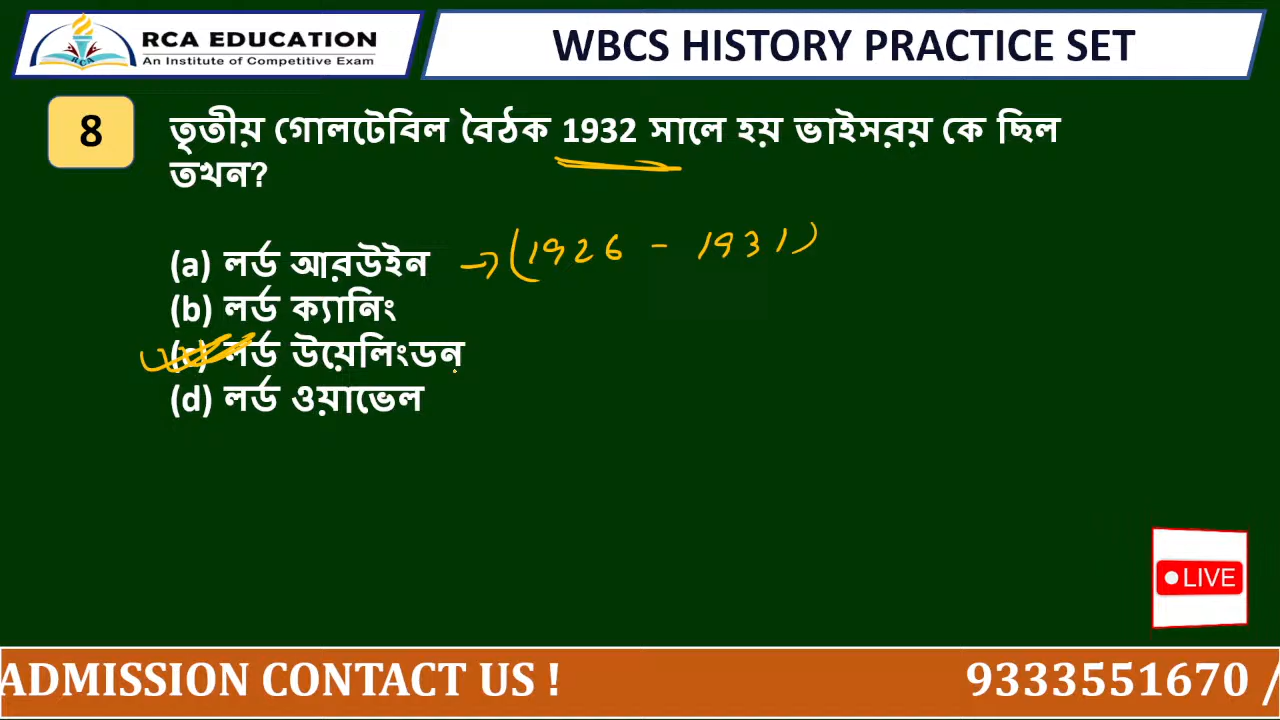 RCA EDUCATION
An Institute of Competitive Exam
RCA
WBCS HISTORY PRACTICE SET
8
তৃতীয় গোলটেবিল বৈঠক 1932 সালে হয় ভাইসরয় কে ছিল
তখন?
(a) লর্ড আরউইন → (1926 - 1931)
(b) লর্ড ক্যানিং
(c) লর্ড উয়েলিংডন
(d) লর্ড ওয়াভেল
LIVE
ADMISSION CONTACT US ! 9333551670 /